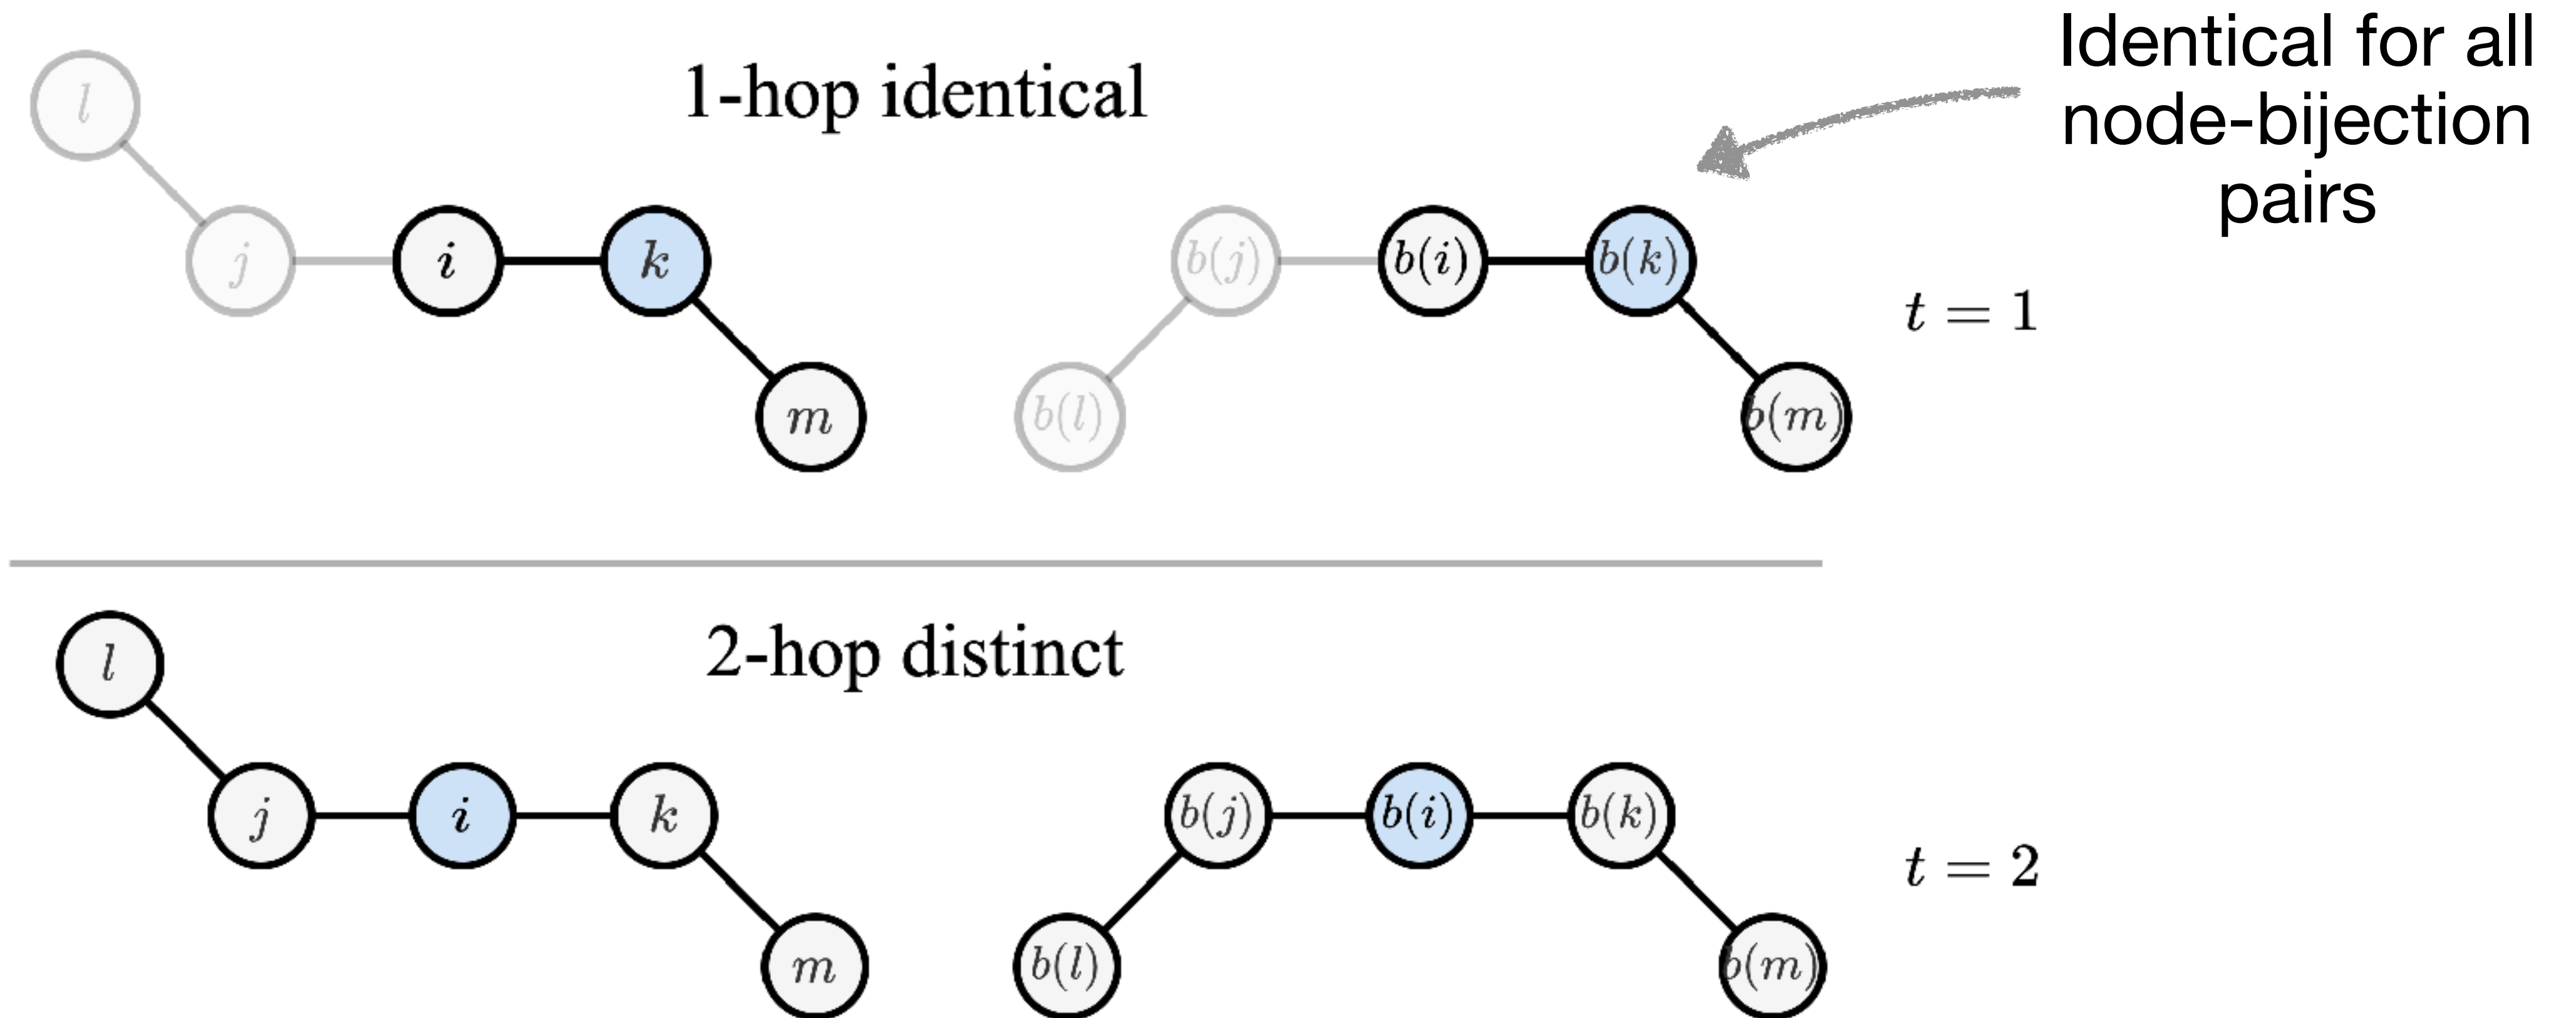 1-hop identical
Identical for all
node-bijection
pairs
l
j
i
k
m
b(j)
b(i)
b(k)
b(l)
b(m)
t = 1
2-hop distinct
l
j
i
k
m
b(j)
b(i)
b(k)
b(l)
b(m)
t = 2